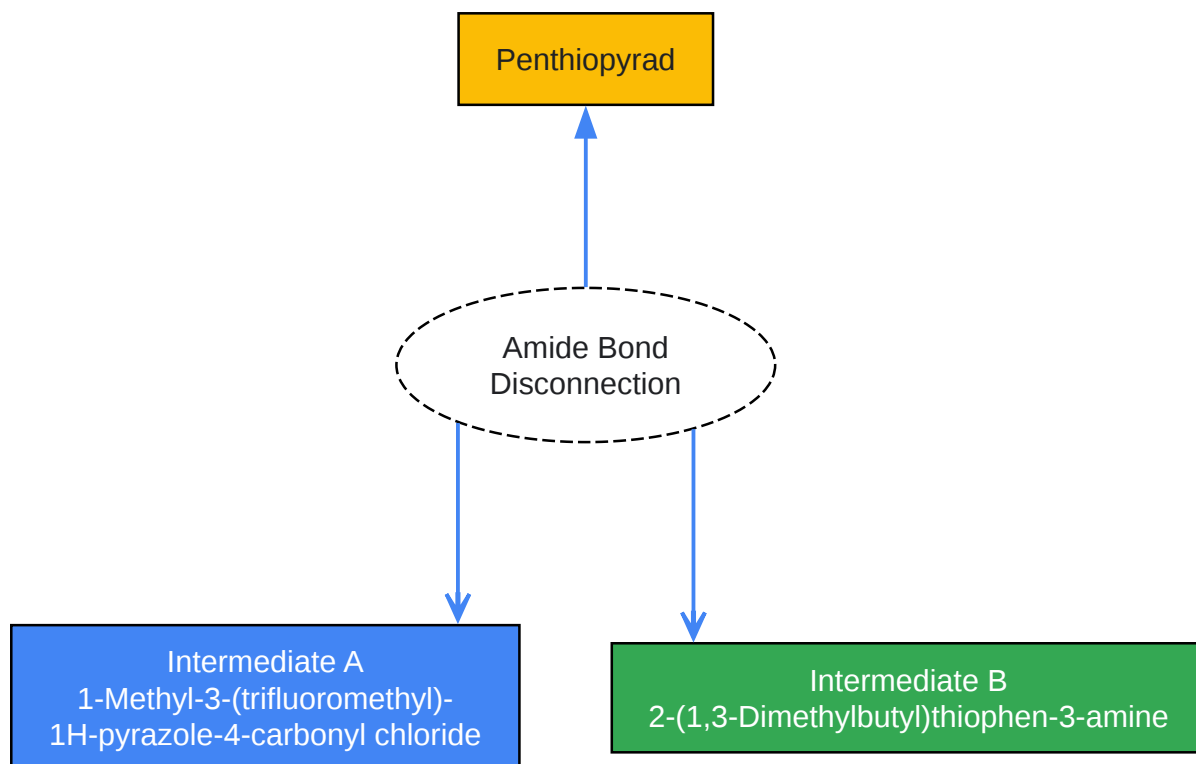 Penthiopyrad
Amide Bond
Disconnection
Intermediate A
1-Methyl-3-(trifluoromethyl)-
1H-pyrazole-4-carbonyl chloride
Intermediate B
2-(1,3-Dimethylbutyl)thiophen-3-amine